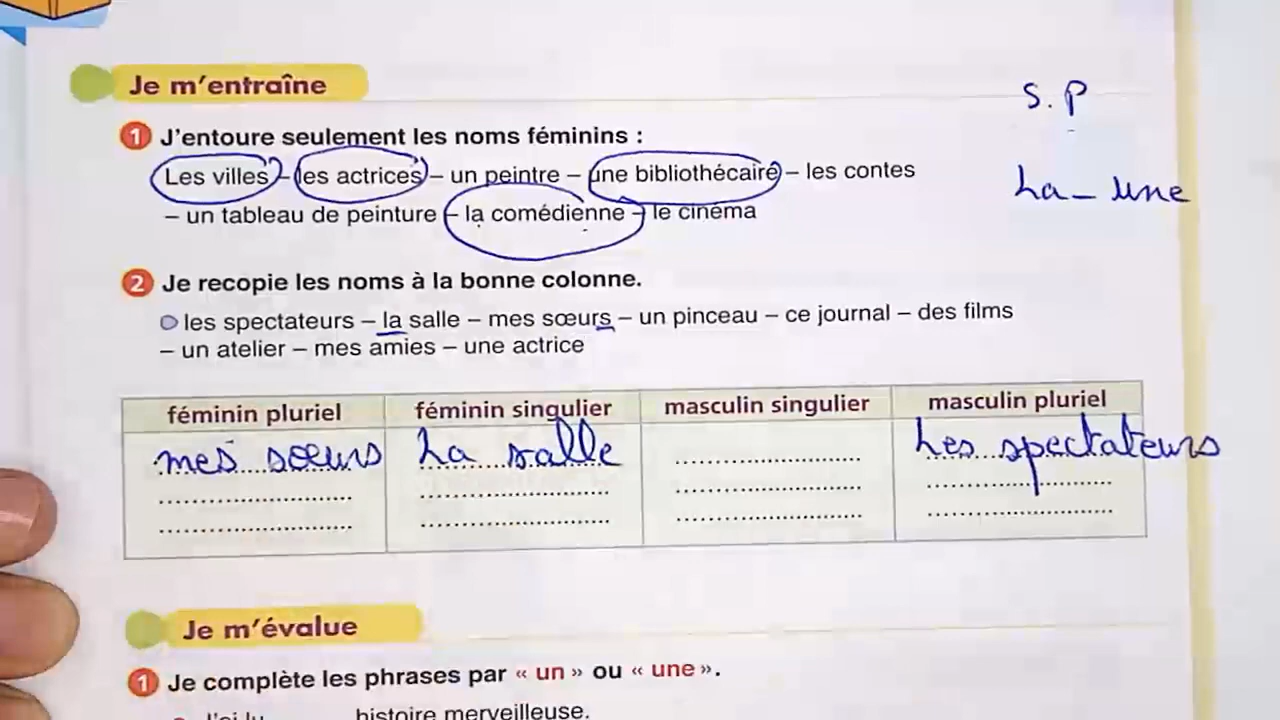 Je m'entraîne
S. P
1 J'entoure seulement les noms féminins :
Les villes – les actrices – un peintre – une bibliothécaire – les contes
La – une
– un tableau de peinture – la comédienne – le cinéma
2 Je recopie les noms à la bonne colonne.
les spectateurs – la salle – mes sœurs – un pinceau – ce journal – des films
– un atelier – mes amies – une actrice
féminin pluriel féminin singulier masculin singulier masculin pluriel
mes sœurs La salle Les spectateurs
Je m'évalue
1 Je complète les phrases par « un » ou « une ».
J'ai lu histoire merveilleuse.